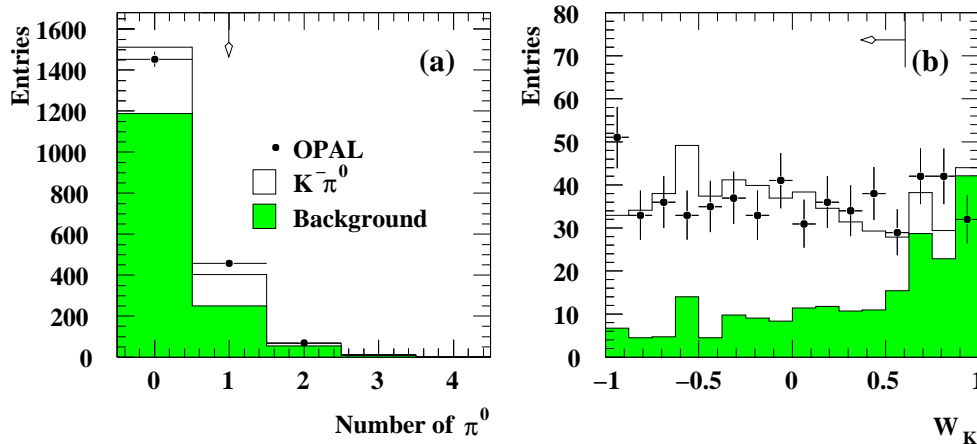 Entries
1600
1400
1200
1000
800
600
400
200
0
0 1 2 3 4
Number of π⁰
(a)
OPAL
K⁻π⁰
Background
Entries
80
70
60
50
40
30
20
10
0
−1 −0.5 0 0.5 1
W_K
(b)